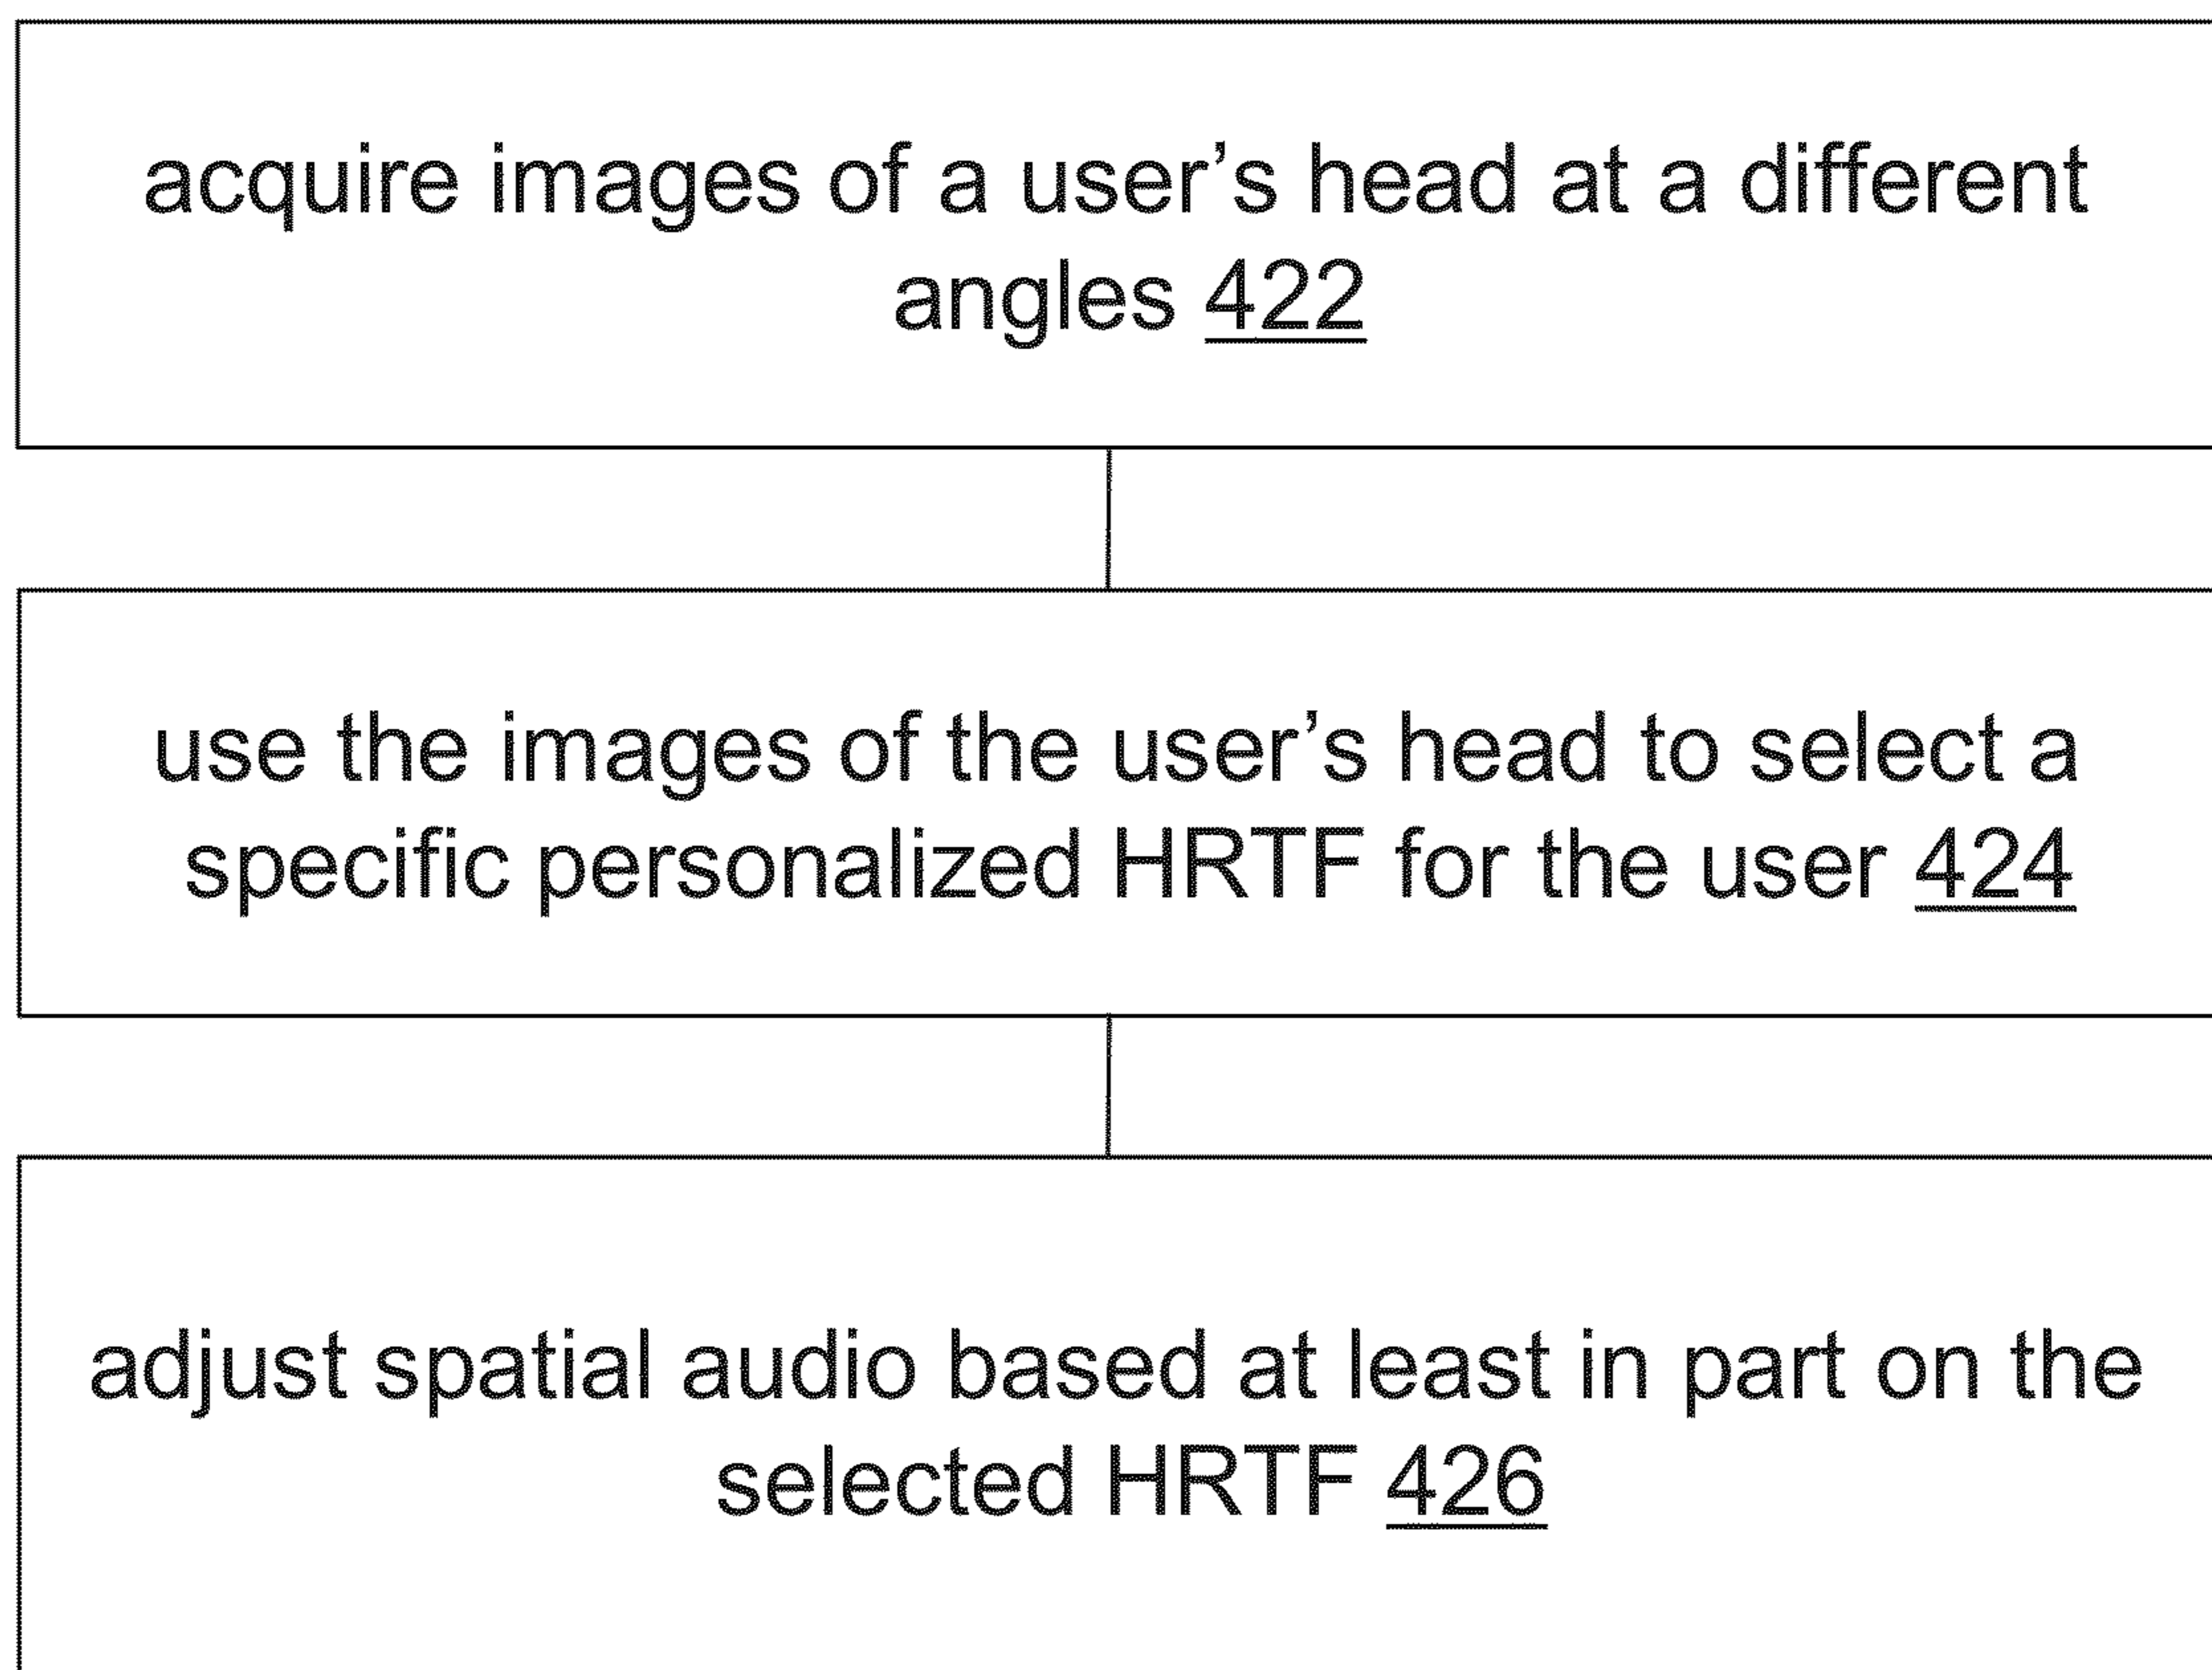 acquire images of a user’s head at a different
angles 422
use the images of the user’s head to select a
specific personalized HRTF for the user 424
adjust spatial audio based at least in part on the
selected HRTF 426